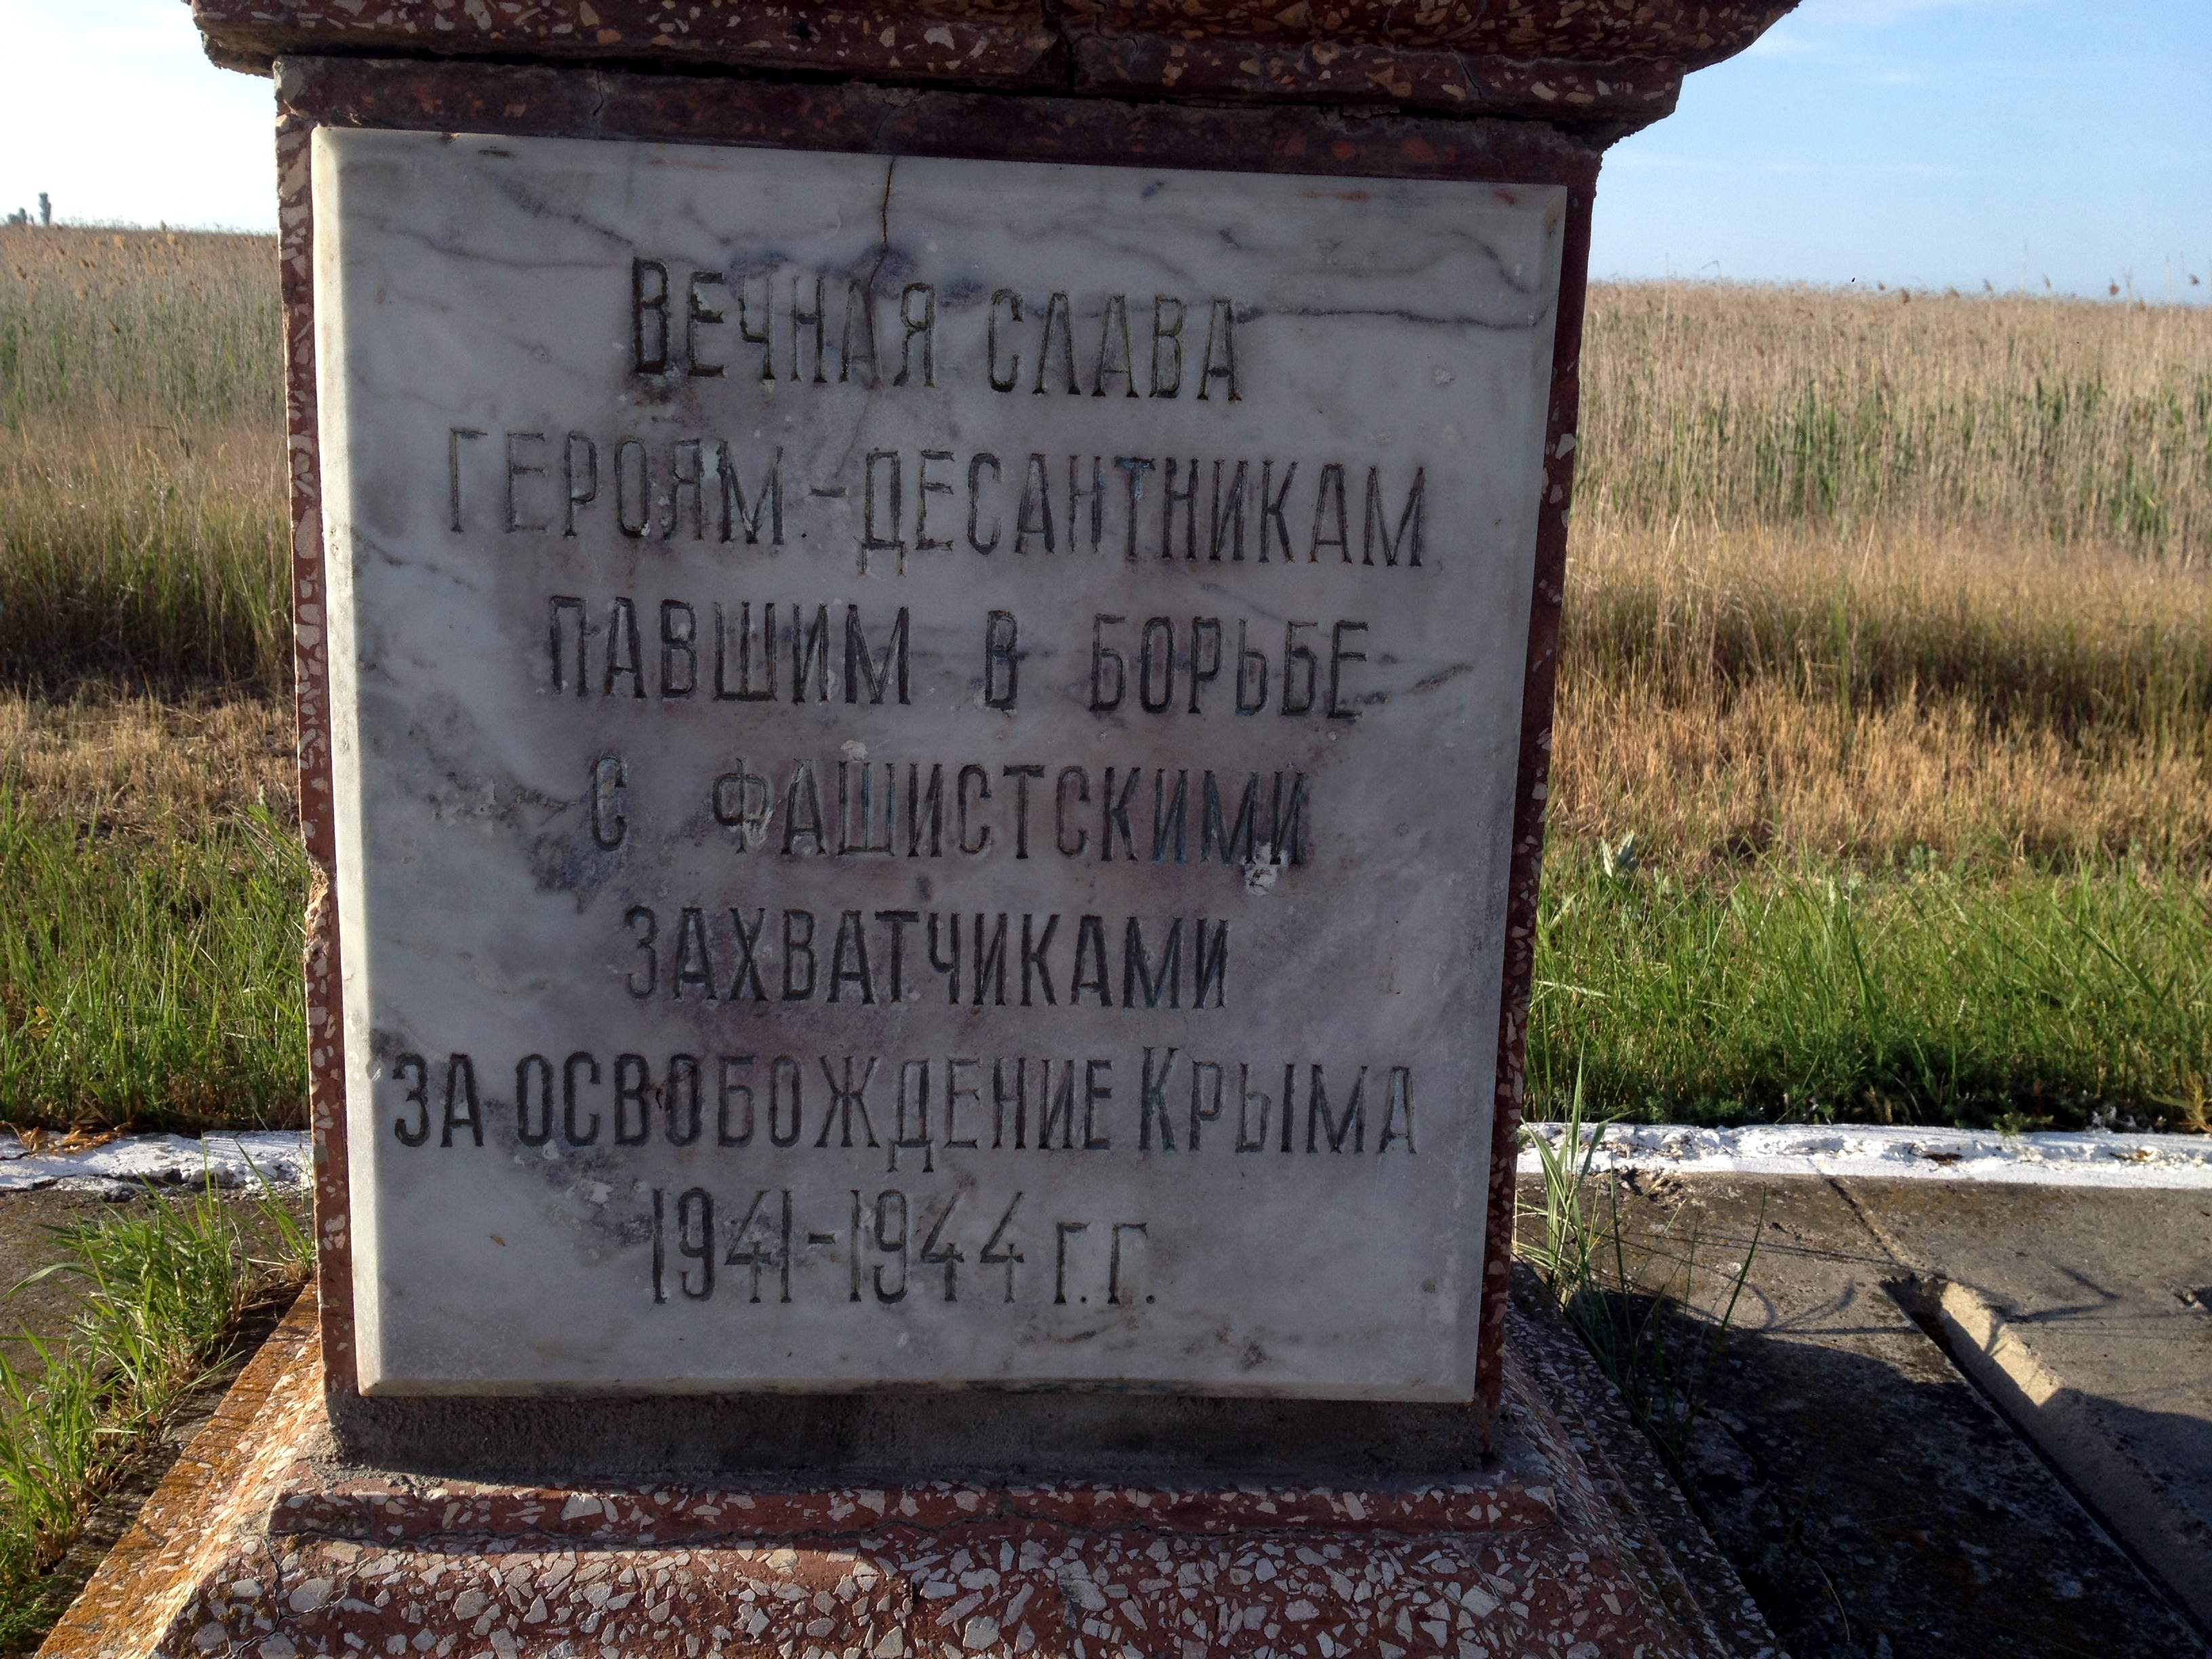 ВЕЧНАЯ СЛАВА
ГЕРОЯМ-ДЕСАНТНИКАМ
ПАВШИМ В БОРЬБЕ
С ФАШИСТСКИМИ
ЗАХВАТЧИКАМИ
ЗА ОСВОБОЖДЕНИЕ КРЫМА
1941-1944 Г.Г.